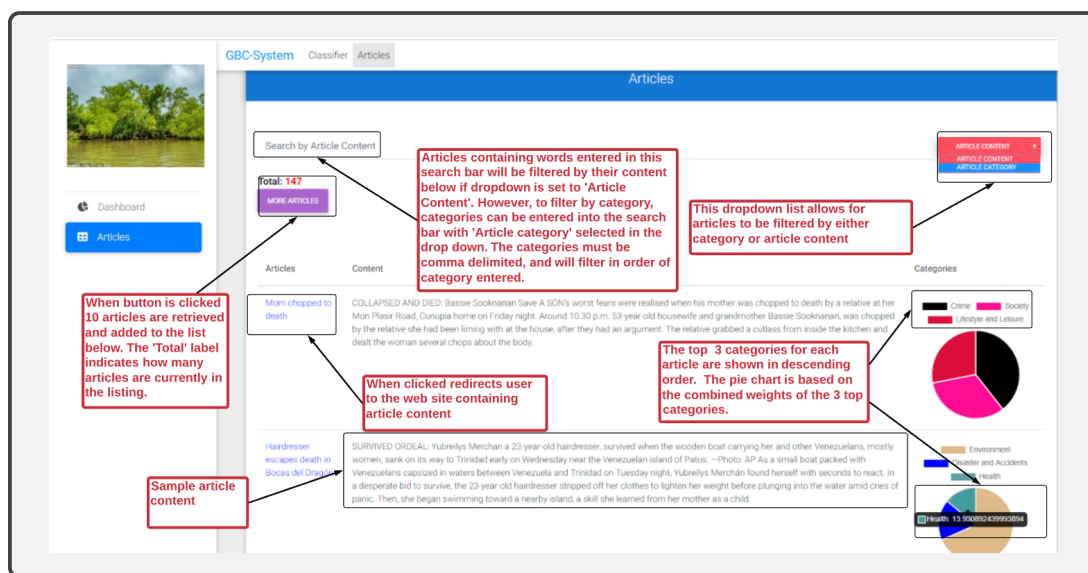 GBC-System Classifier Articles
Articles
Search by Article Content
ARTICLE CONTENT
ARTICLE CONTENT
ARTICLE CATEGORY
Total: 147
MORE ARTICLES
Dashboard
Articles
Articles containing words entered in this
search bar will be filtered by their content
below if dropdown is set to 'Article
Content'. However, to filter by category,
categories can be entered into the search
bar with 'Article category' selected in the
drop down. The categories must be
comma delimited, and will filter in order of
category entered.
This dropdown list allows for
articles to be filtered by either
category or article content
Articles Content Categories
When button is clicked
10 articles are retrieved
and added to the list
below. The 'Total' label
indicates how many
articles are currently in
the listing.
Mom chopped to
death
COLLAPSED AND DIED: Bassie Sooknanan Save A SON's worst fears were realised when his mother was chopped to death by a relative at her
Mon Plasir Road, Cunupia home on Friday night. Around 10.30 p.m. 53-year-old housewife and grandmother Bassie Sooknanan, was chopped
by the relative she had been liming with at the house, after they had an argument. The relative grabbed a cutlass from inside the kitchen and
dealt the woman several chops about the body.
Crime Society
Lifestyle and Leisure
The top 3 categories for each
article are shown in descending
order. The pie chart is based on
the combined weights of the 3 top
categories.
When clicked redirects user
to the web site containing
article content
Hairdresser
escapes death in
Bocas del Dragón
SURVIVED ORDEAL: Yubreilys Merchan a 23-year-old hairdresser, survived when the wooden boat carrying her and other Venezuelans, mostly
women, sank on its way to Trinidad early on Wednesday near the Venezuelan island of Patos. —Photo: AP As a small boat packed with
Venezuelans capsized in waters between Venezuela and Trinidad on Tuesday night, Yubreilys Merchán found herself with seconds to react. In
a desperate bid to survive, the 23-year-old hairdresser stripped off her clothes to lighten her weight before plunging into the water amid cries of
panic. Then, she began swimming toward a nearby island, a skill she learned from her mother as a child.
Environment
Disaster and Accidents
Health
Health: 13.930892439993894
Sample article
content